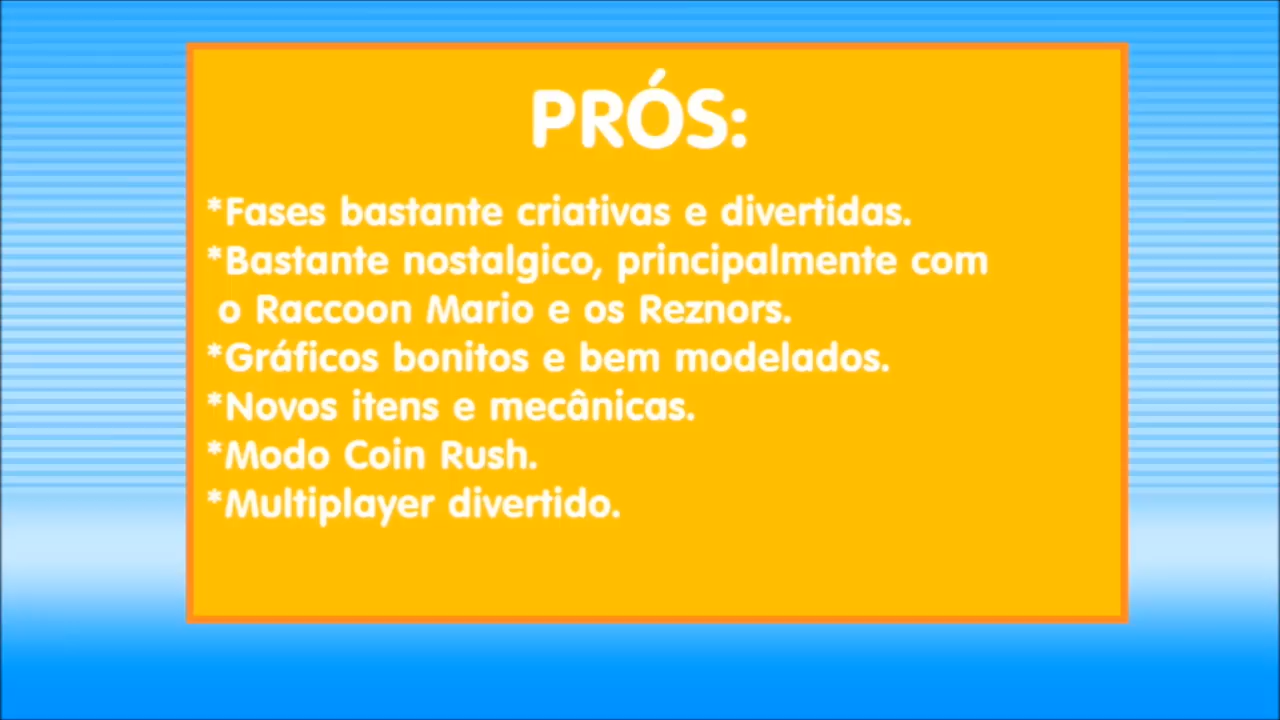 PRÓS:
*Fases bastante criativas e divertidas.
*Bastante nostalgico, principalmente com
o Raccoon Mario e os Reznors.
*Gráficos bonitos e bem modelados.
*Novos itens e mecânicas.
*Modo Coin Rush.
*Multiplayer divertido.